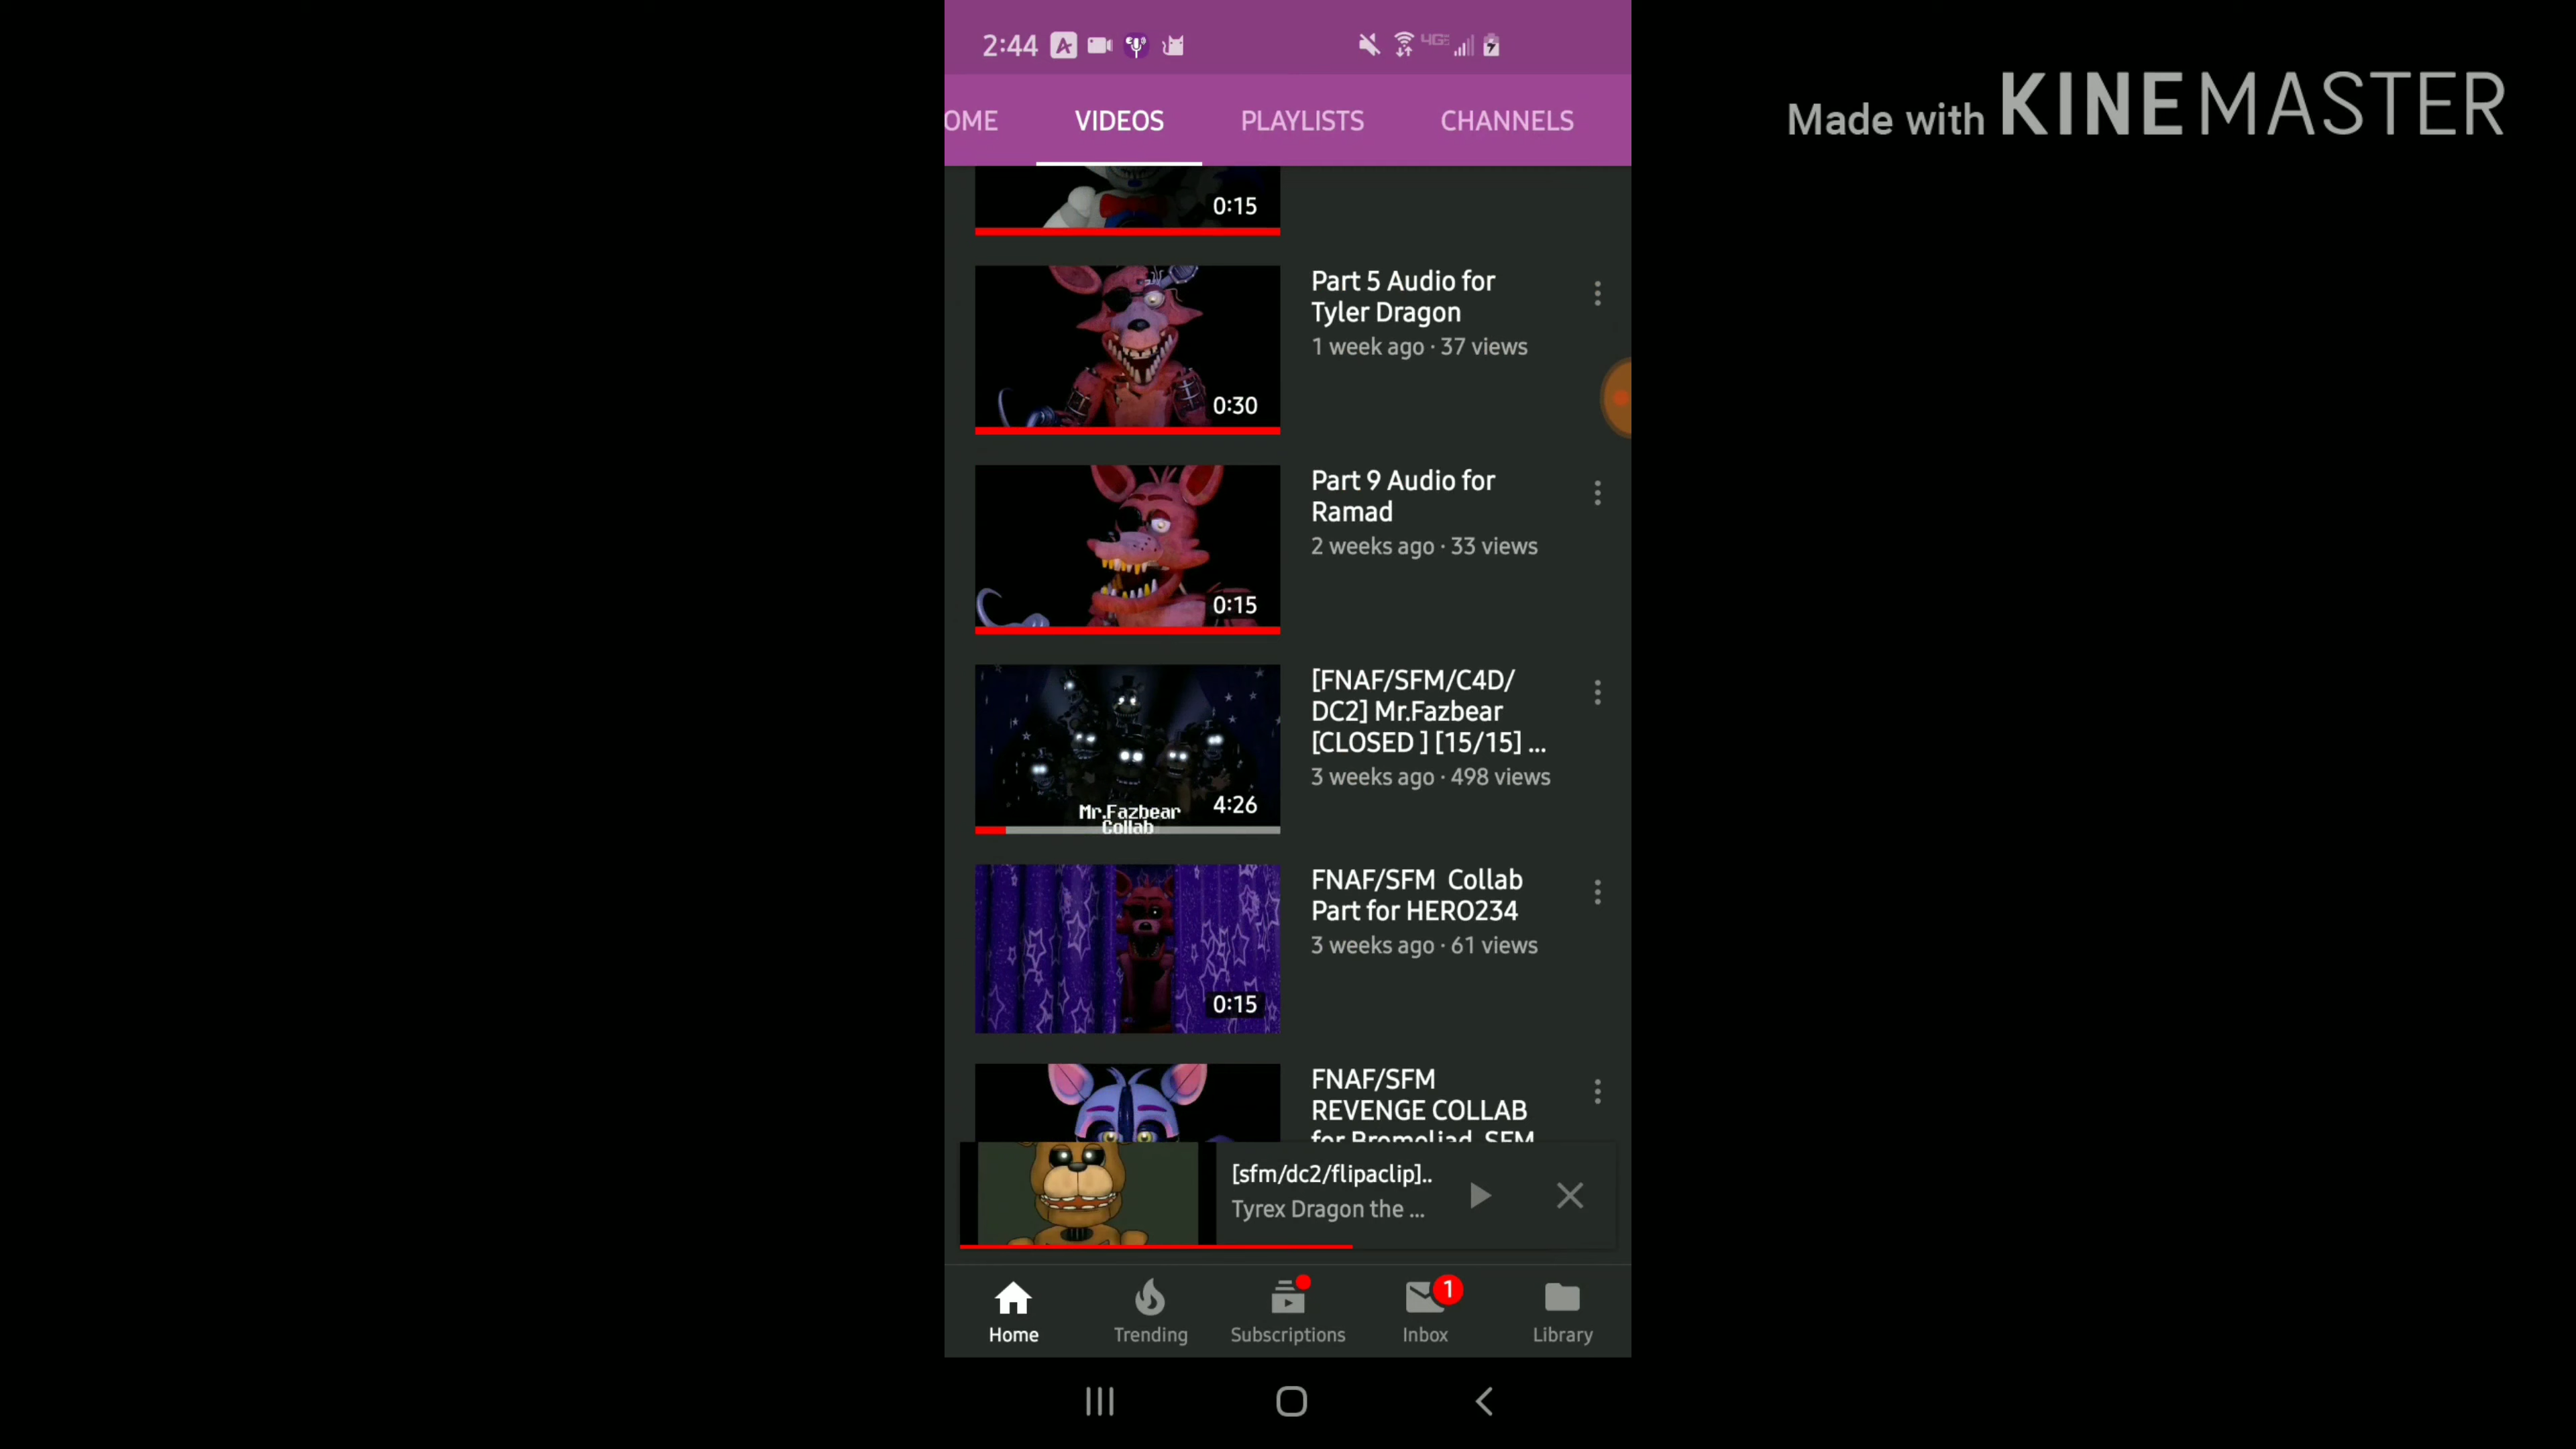 2:44
4GE
Made with KINEMASTER
OME
VIDEOS
PLAYLISTS
CHANNELS
0:15
Part 5 Audio for
Tyler Dragon
1 week ago · 37 views
0:30
Part 9 Audio for
Ramad
2 weeks ago · 33 views
0:15
[FNAF/SFM/C4D/
DC2] Mr.Fazbear
[CLOSED ] [15/15] ...
3 weeks ago · 498 views
4:26
Mr.Fazbear
Collab
FNAF/SFM Collab
Part for HERO234
3 weeks ago · 61 views
0:15
FNAF/SFM
REVENGE COLLAB
for Bromeliad SFM
[sfm/dc2/flipaclip]..
Tyrex Dragon the ...
Home
Trending
Subscriptions
1
Inbox
Library